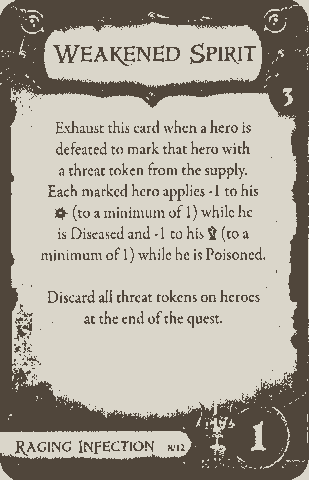 WEAKENED SPIRIT
3
Exhaust this card when a hero is
defeated to mark that hero with
a threat token from the supply.
Each marked hero applies -1 to his
(to a minimum of 1) while he
is Diseased and -1 to his (to a
minimum of 1) while he is Poisoned.
Discard all threat tokens on heroes
at the end of the quest.
RAGING INFECTION 8/12
1